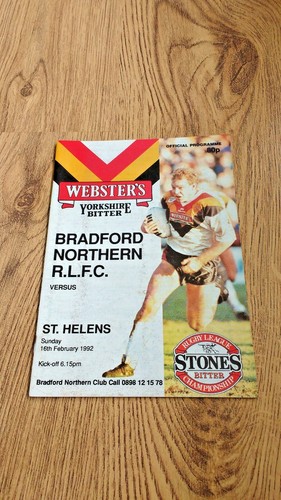 OFFICIAL PROGRAMME
80p
WEBSTER'S
YORKSHIRE
BITTER
BRADFORD
NORTHERN
R.L.F.C.
VERSUS
ST. HELENS
Sunday
16th February 1992
Kick-off 6.15pm
Bradford Northern Club Call 0898 12 15 78
RUGBY LEAGUE
STONES
BITTER
CHAMPIONSHIP